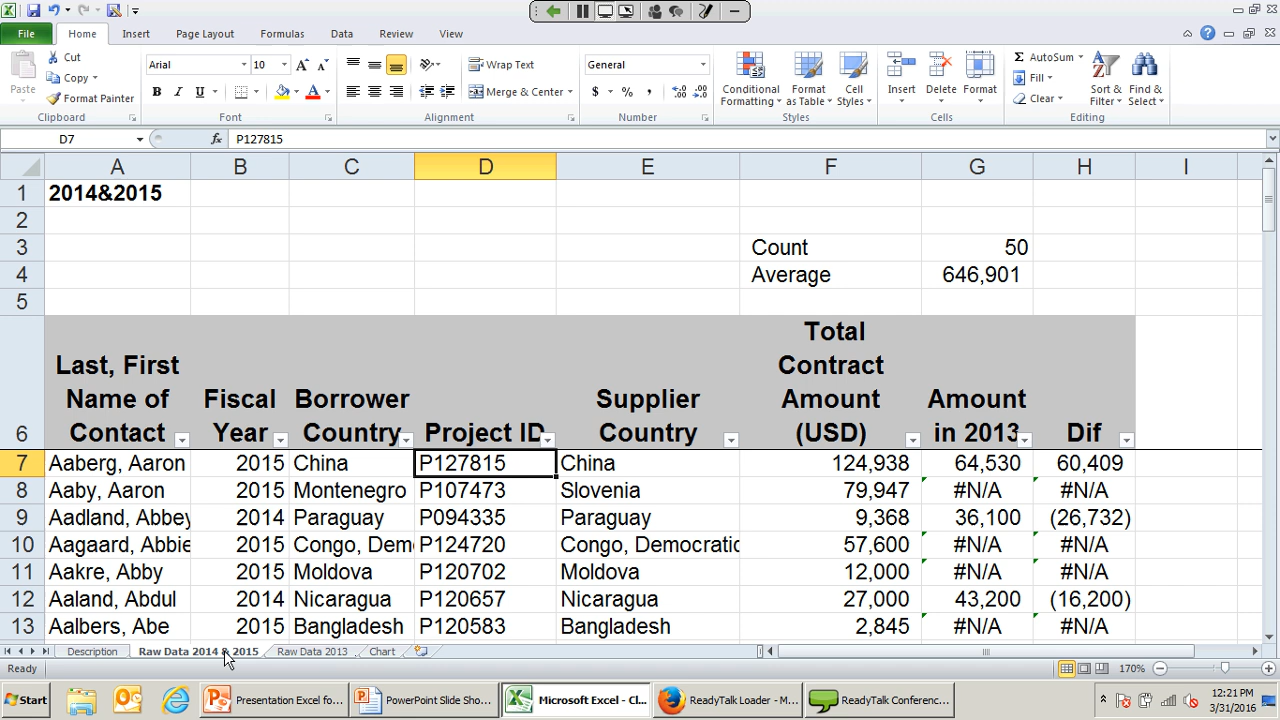 File Home Insert Page Layout Formulas Data Review View
Cut
Copy
Format Painter
Paste
Clipboard
Arial 10
B I U A
Font
Wrap Text
Merge & Center
Alignment
General
$ % ,
Number
Conditional Formatting
Format as Table
Cell Styles
Styles
Insert Delete Format
Cells
Σ AutoSum
Fill
Clear
Sort & Filter
Find & Select
Editing
D7 fx P127815
A B C D E F G H I
1 2014&2015
2
3 Count 50
4 Average 646,901
5
6 Last, First Name of Contact Fiscal Year Borrower Country Project ID Supplier Country Total Contract Amount (USD) Amount in 2013 Dif
7 Aaberg, Aaron 2015 China P127815 China 124,938 64,530 60,409
8 Aaby, Aaron 2015 Montenegro P107473 Slovenia 79,947 #N/A #N/A
9 Aadland, Abbey 2014 Paraguay P094335 Paraguay 9,368 36,100 (26,732)
10 Aagaard, Abbie 2015 Congo, Dem P124720 Congo, Democratic 57,600 #N/A #N/A
11 Aakre, Abby 2015 Moldova P120702 Moldova 12,000 #N/A #N/A
12 Aaland, Abdul 2014 Nicaragua P120657 Nicaragua 27,000 43,200 (16,200)
13 Aalbers, Abe 2015 Bangladesh P120583 Bangladesh 2,845 #N/A #N/A
Description Raw Data 2014 & 2015 Raw Data 2013 Chart
Ready 170%
Start Presentation Excel fo... PowerPoint Slide Sho... Microsoft Excel - Cl... ReadyTalk Loader - M... ReadyTalk Conferenc... 12:21 PM
3/31/2016